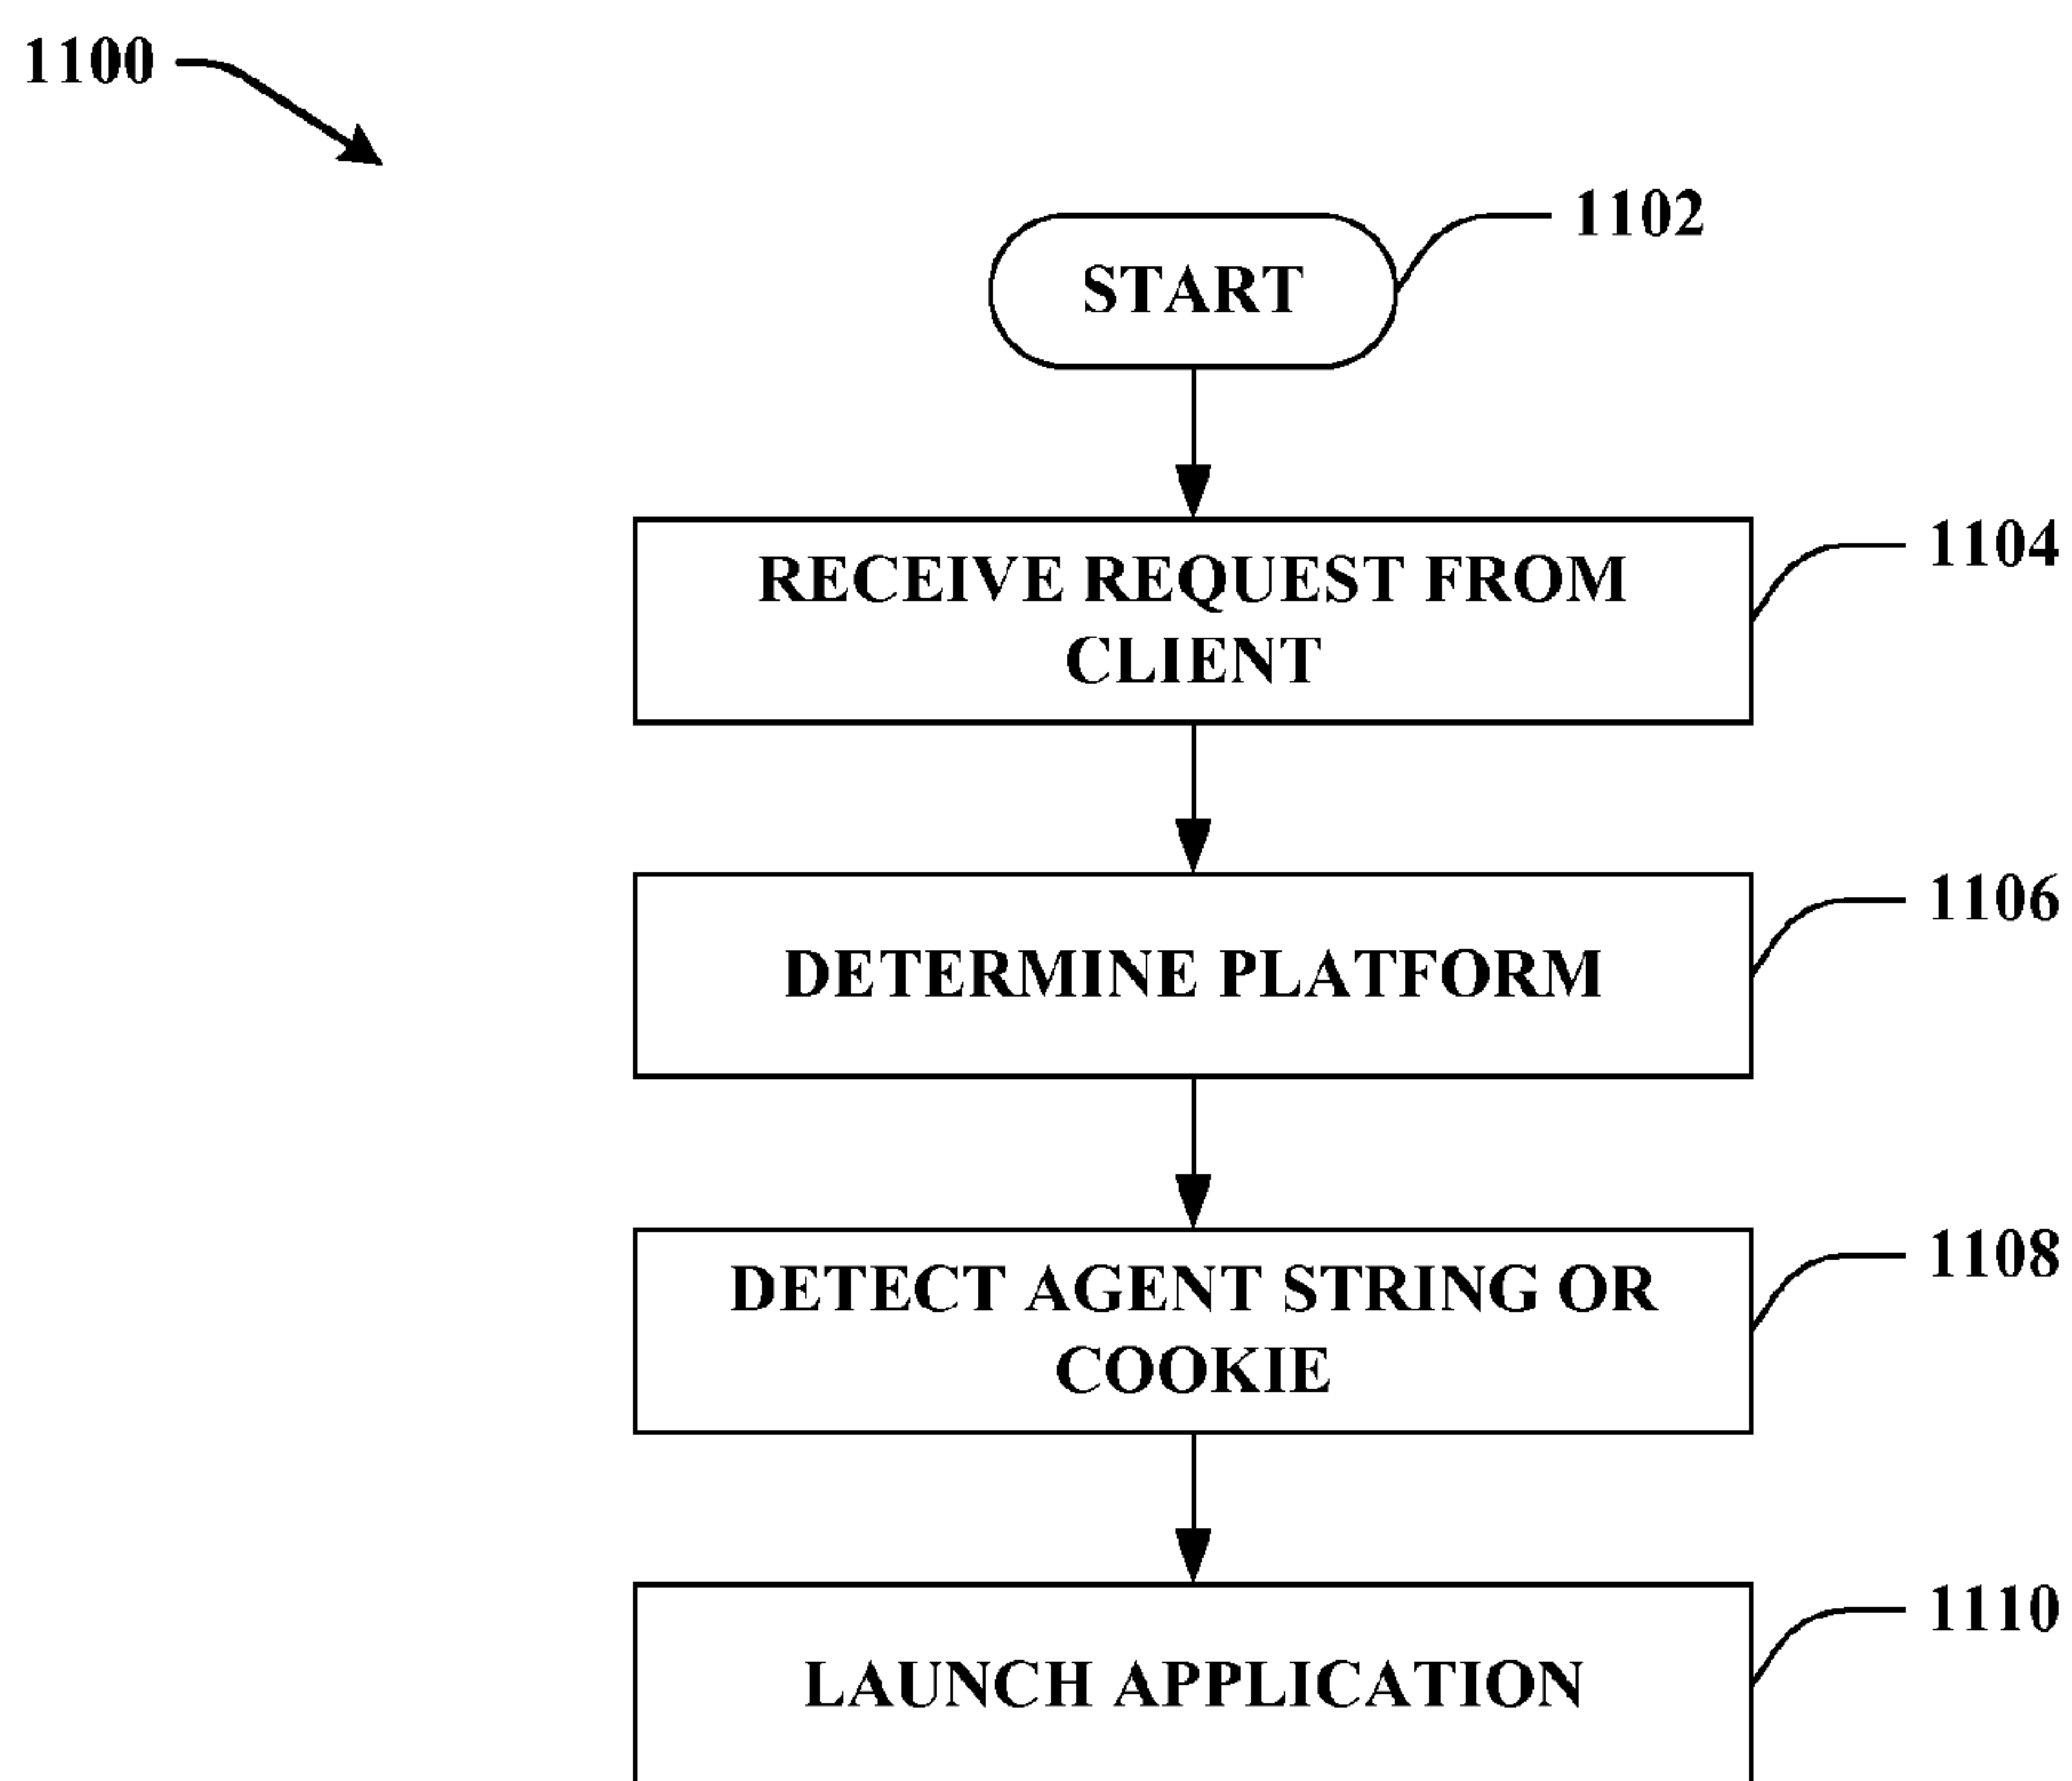 1100
1102
START
1104
RECEIVE REQUEST FROM
CLIENT
1106
DETERMINE PLATFORM
1108
DETECT AGENT STRING OR
COOKIE
1110
LAUNCH APPLICATION